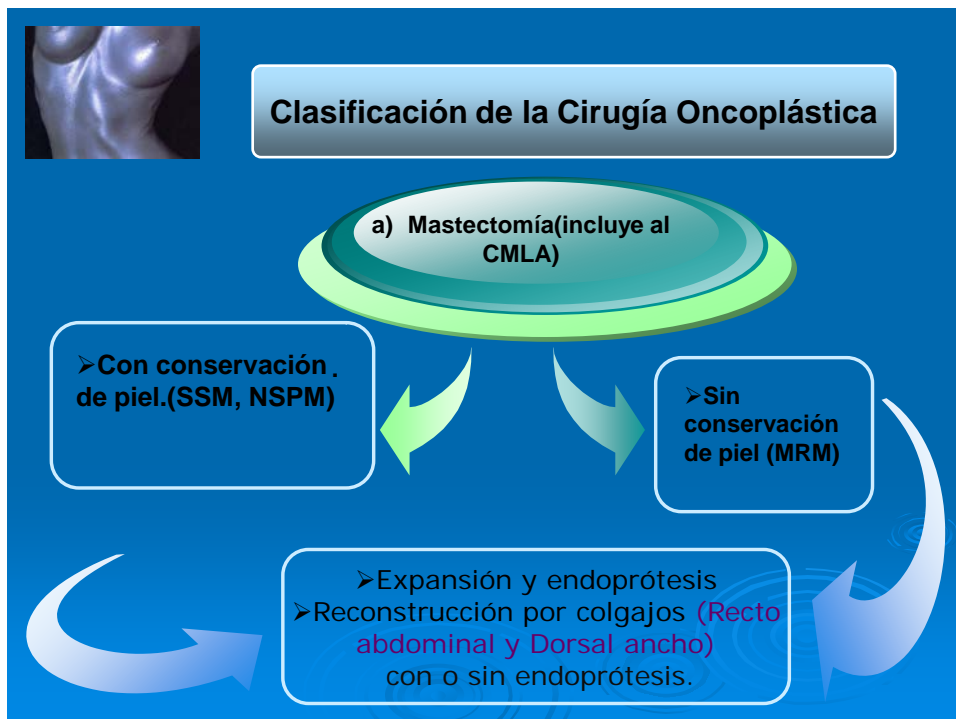 Clasificación de la Cirugía Oncoplástica
a) Mastectomía(incluye al
CMLA)
➢Con conservación.
de piel.(SSM, NSPM)
➢Sin
conservación
de piel (MRM)
➢Expansión y endoprótesis
➢Reconstrucción por colgajos (Recto
abdominal y Dorsal ancho)
con o sin endoprótesis.